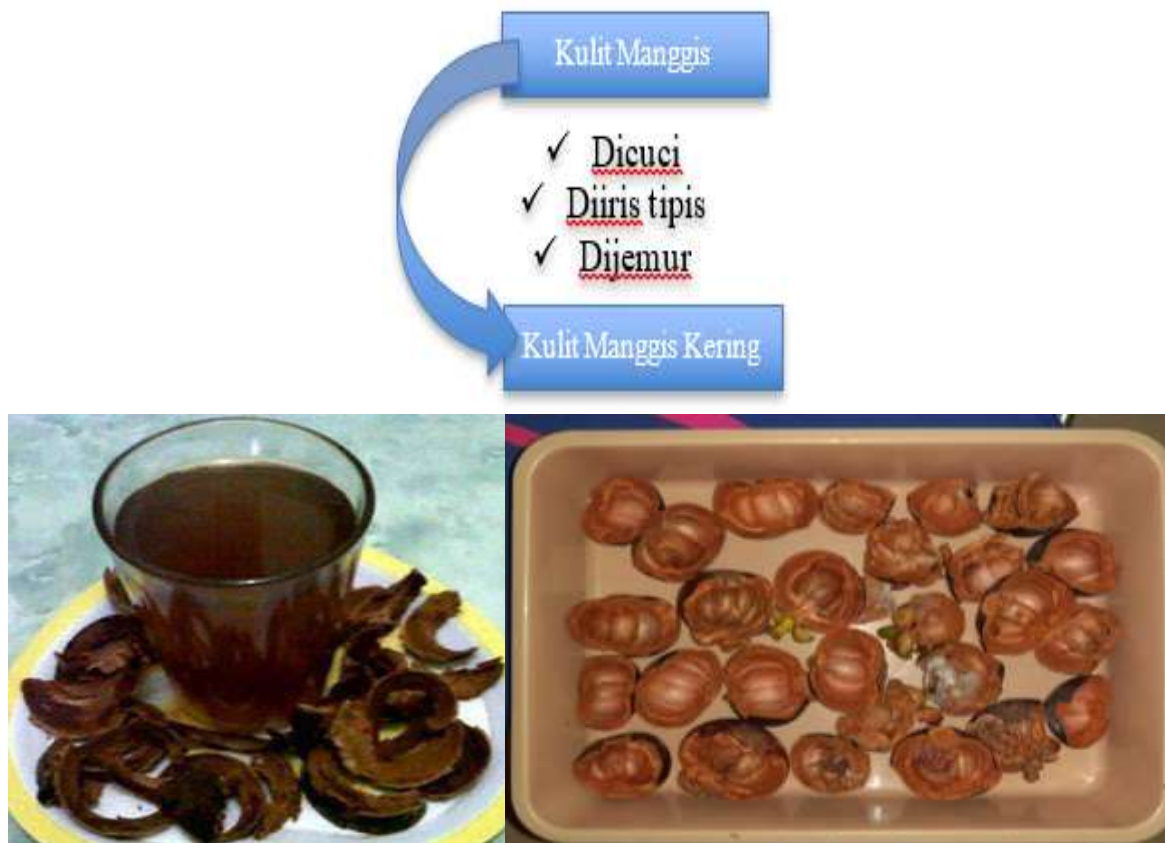 Kulit Manggis
✓ Dicuci
✓ Diiris tipis
✓ Dijemur
Kulit Manggis Kering